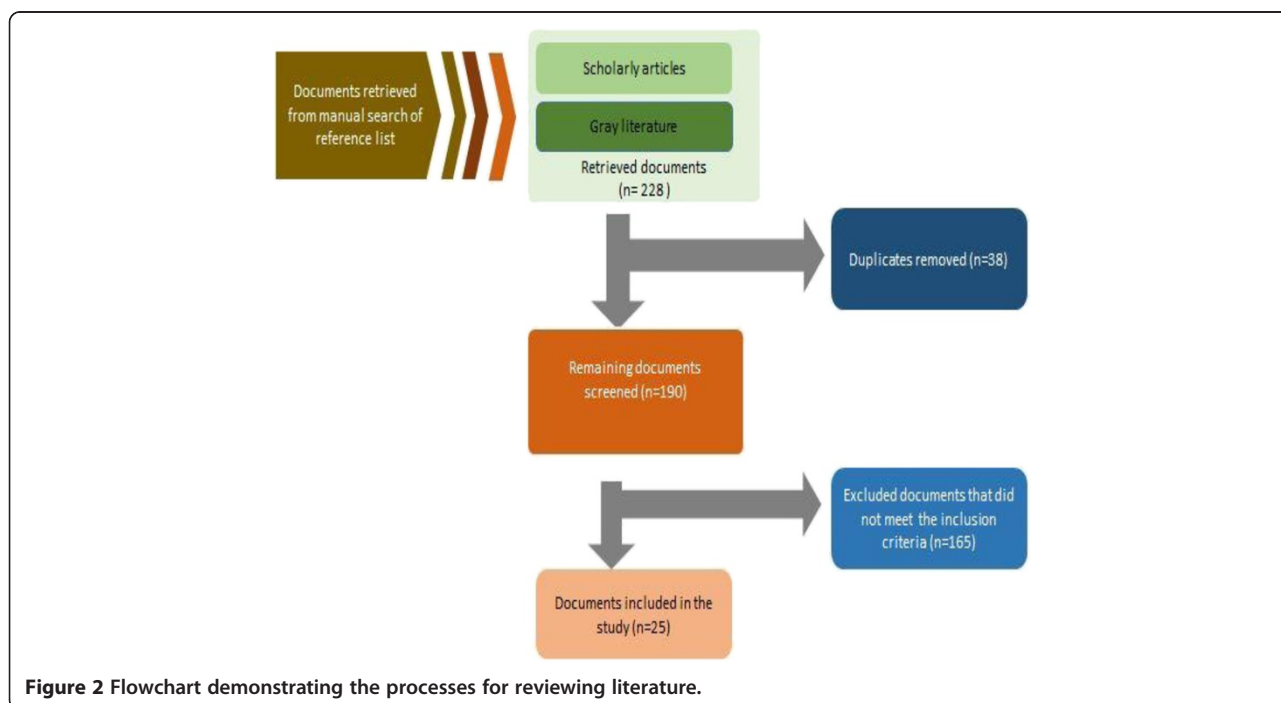 Documents retrieved
from manual search of
reference list
Scholarly articles
Gray literature
Retrieved documents
(n= 228 )
Duplicates removed (n=38)
Remaining documents
screened (n=190)
Excluded documents that did
not meet the inclusion
criteria (n=165)
Documents included in the
study (n=25)
Figure 2 Flowchart demonstrating the processes for reviewing literature.